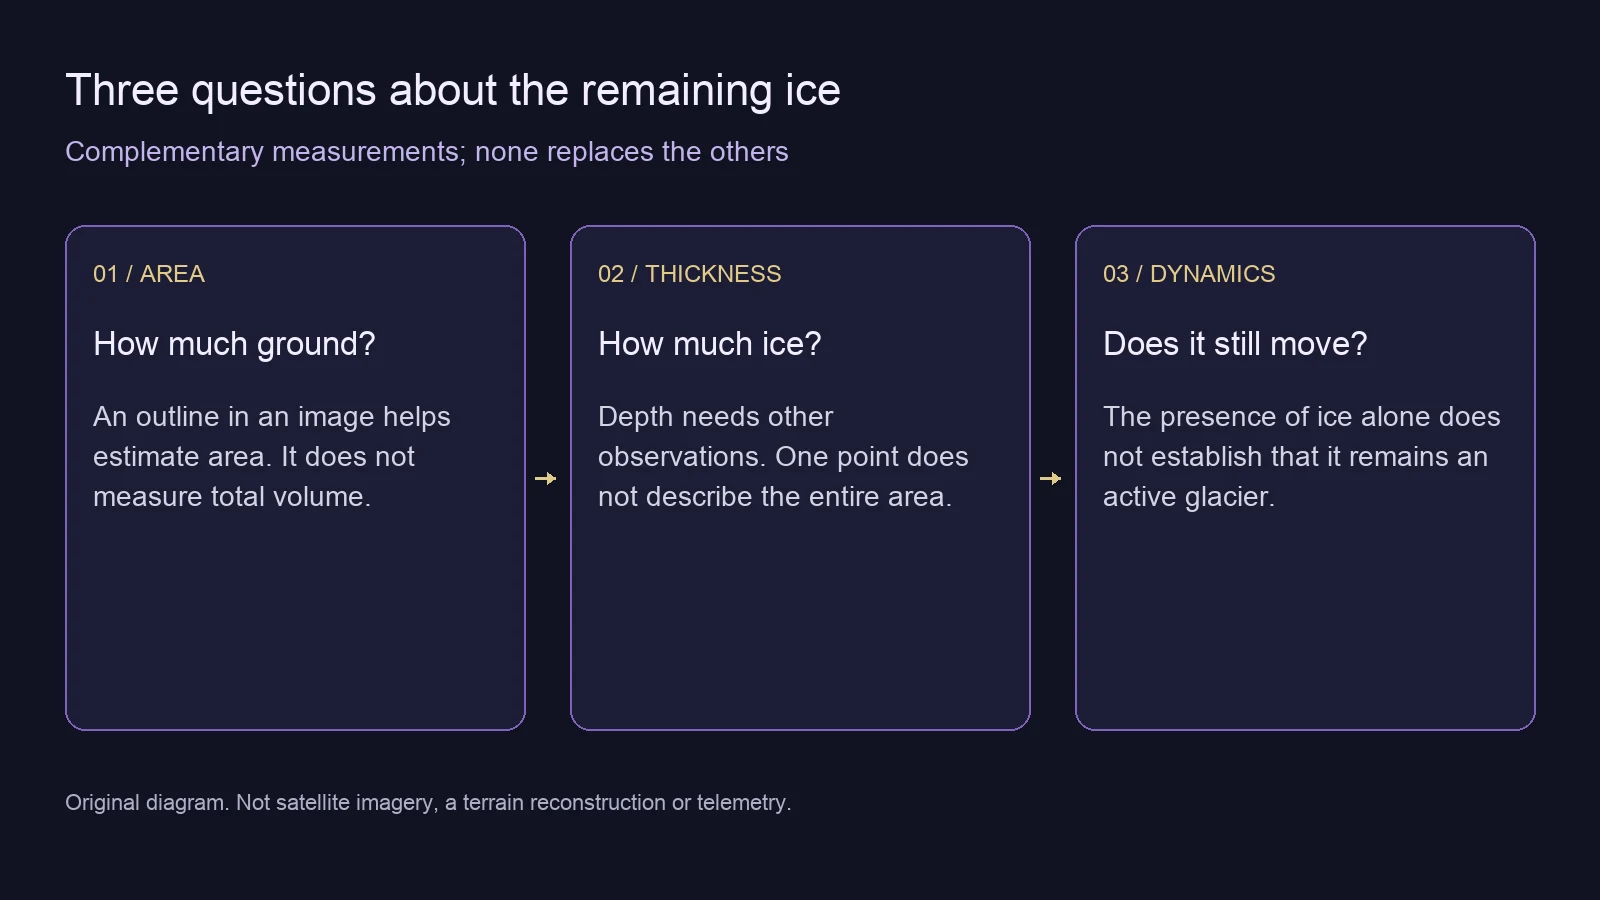 Three questions about the remaining ice
Complementary measurements; none replaces the others
01 / AREA
How much ground?
An outline in an image helps
estimate area. It does not
measure total volume.
02 / THICKNESS
How much ice?
Depth needs other
observations. One point does
not describe the entire area.
03 / DYNAMICS
Does it still move?
The presence of ice alone does
not establish that it remains an
active glacier.
Original diagram. Not satellite imagery, a terrain reconstruction or telemetry.